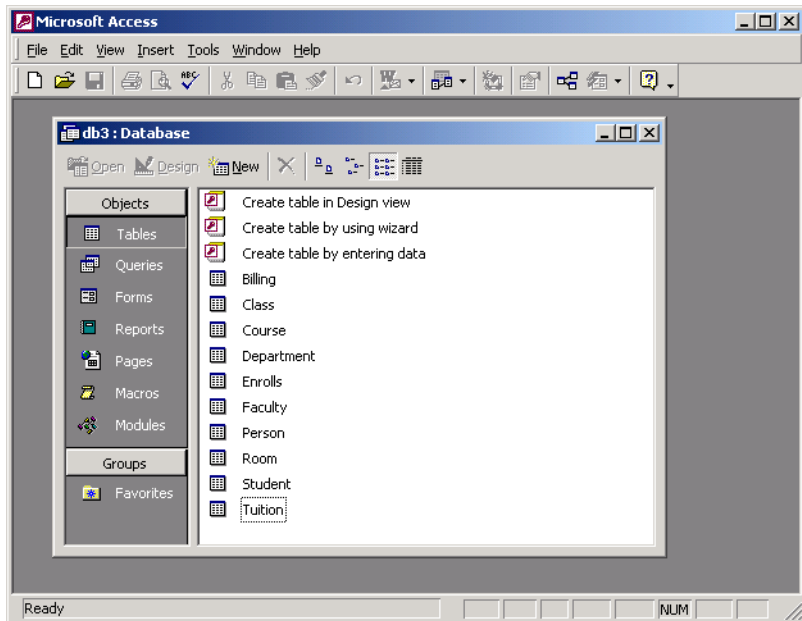 Microsoft Access
File Edit View Insert Tools Window Help
ABC
db3 : Database
Open Design New
Objects
Tables
Queries
Forms
Reports
Pages
Macros
Modules
Groups
Favorites
Create table in Design view
Create table by using wizard
Create table by entering data
Billing
Class
Course
Department
Enrolls
Faculty
Person
Room
Student
Tuition
Ready NUM